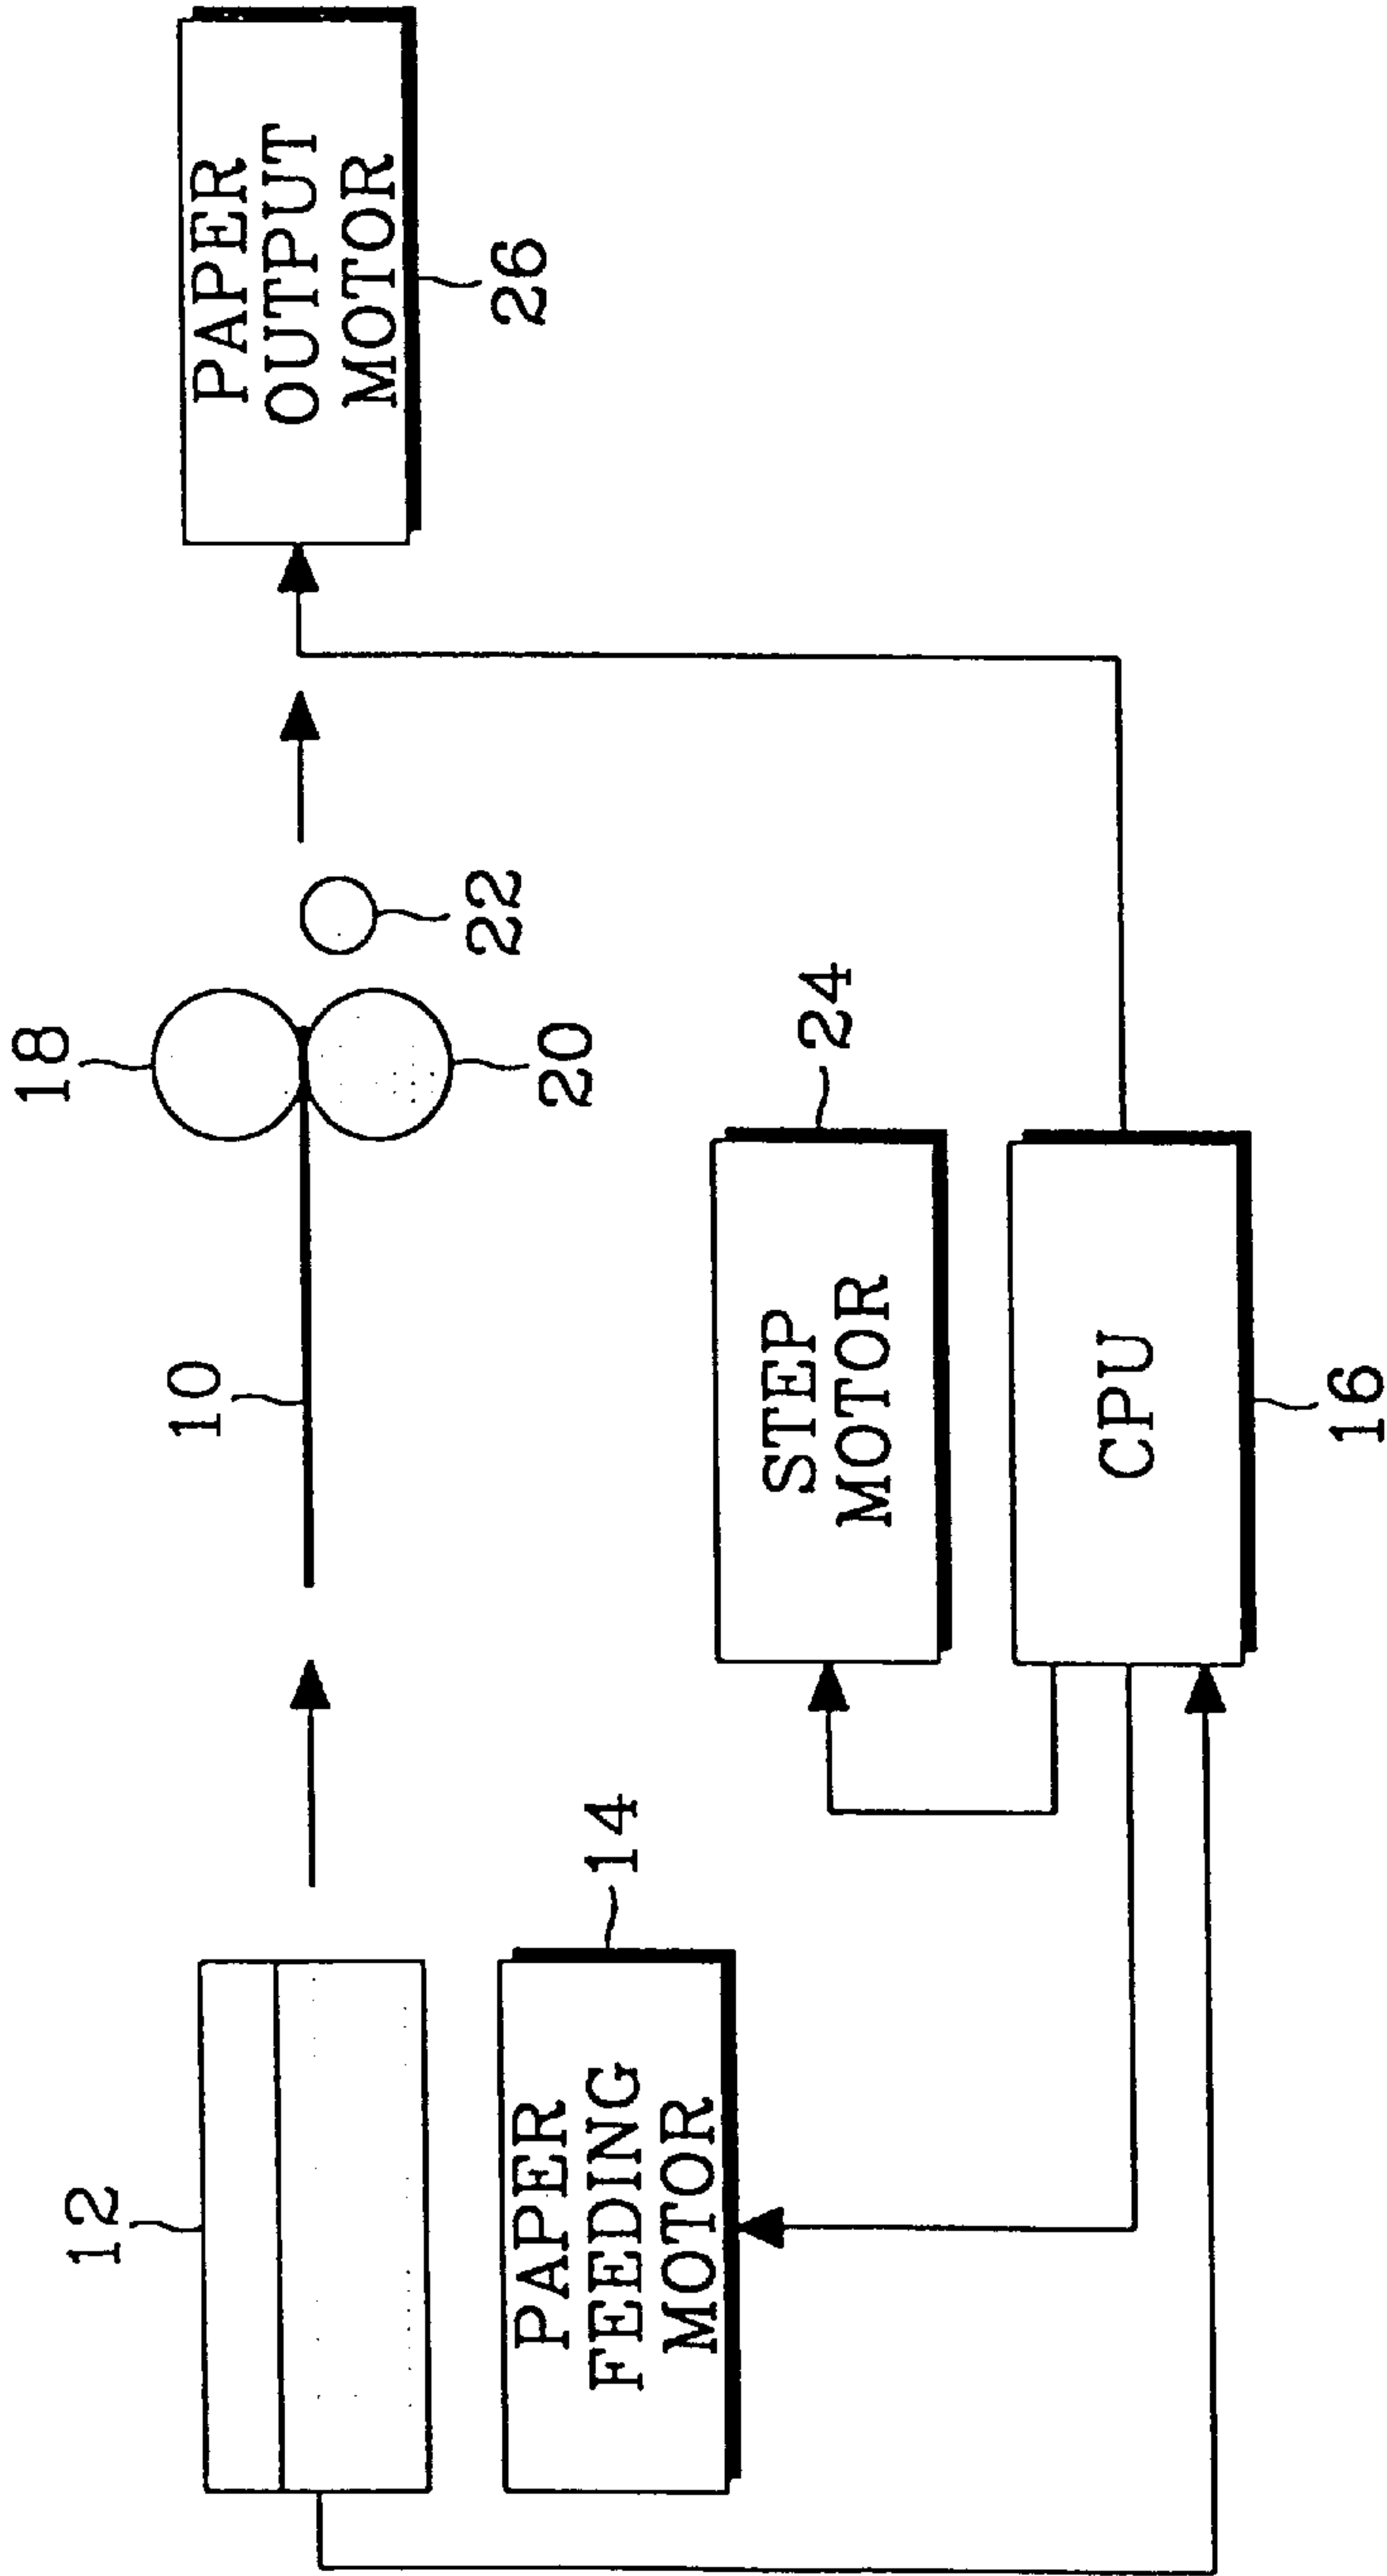 18
10
12
22
20
PAPER
OUTPUT
MOTOR
26
24
14
STEP
MOTOR
PAPER
FEEDING
MOTOR
CPU
16